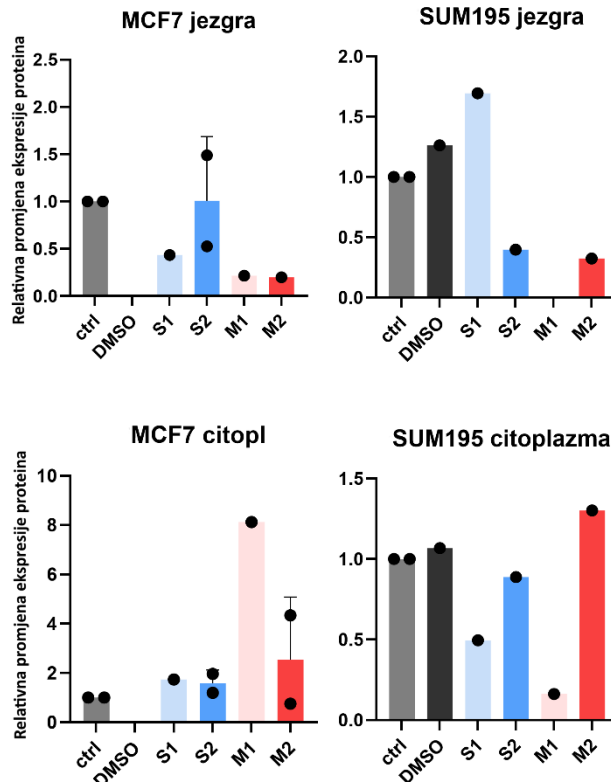 MCF7 jezgra
Relativna promjena ekspresije proteina
2.5
2.0
1.5
1.0
0.5
0.0
ctrl
DMSO
S1
S2
M1
M2
SUM195 jezgra
2.0
1.5
1.0
0.5
0.0
ctrl
DMSO
S1
S2
M1
M2
MCF7 citopl
Relativna promjena ekspresije proteina
10
8
6
4
2
0
ctrl
DMSO
S1
S2
M1
M2
SUM195 citoplazma
1.5
1.0
0.5
0.0
ctrl
DMSO
S1
S2
M1
M2